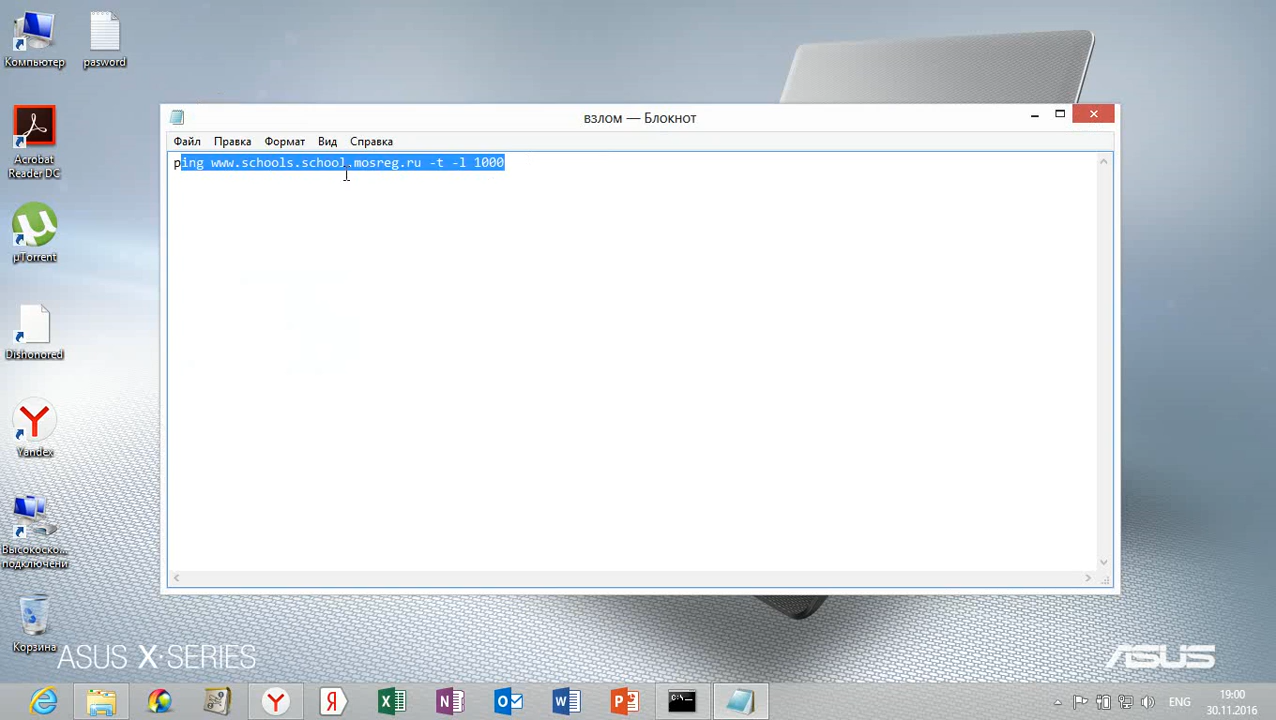 Компьютер
pasword
взлом — Блокнот
Файл Правка Формат Вид Справка
ping www.schools.school.mosreg.ru -t -l 1000
Acrobat
Reader DC
µTorrent
Dishonored
Yandex
Высокоско...
подключени
Корзина
ASUS X-SERIES
ASUS
ENG
19:00
30.11.2016